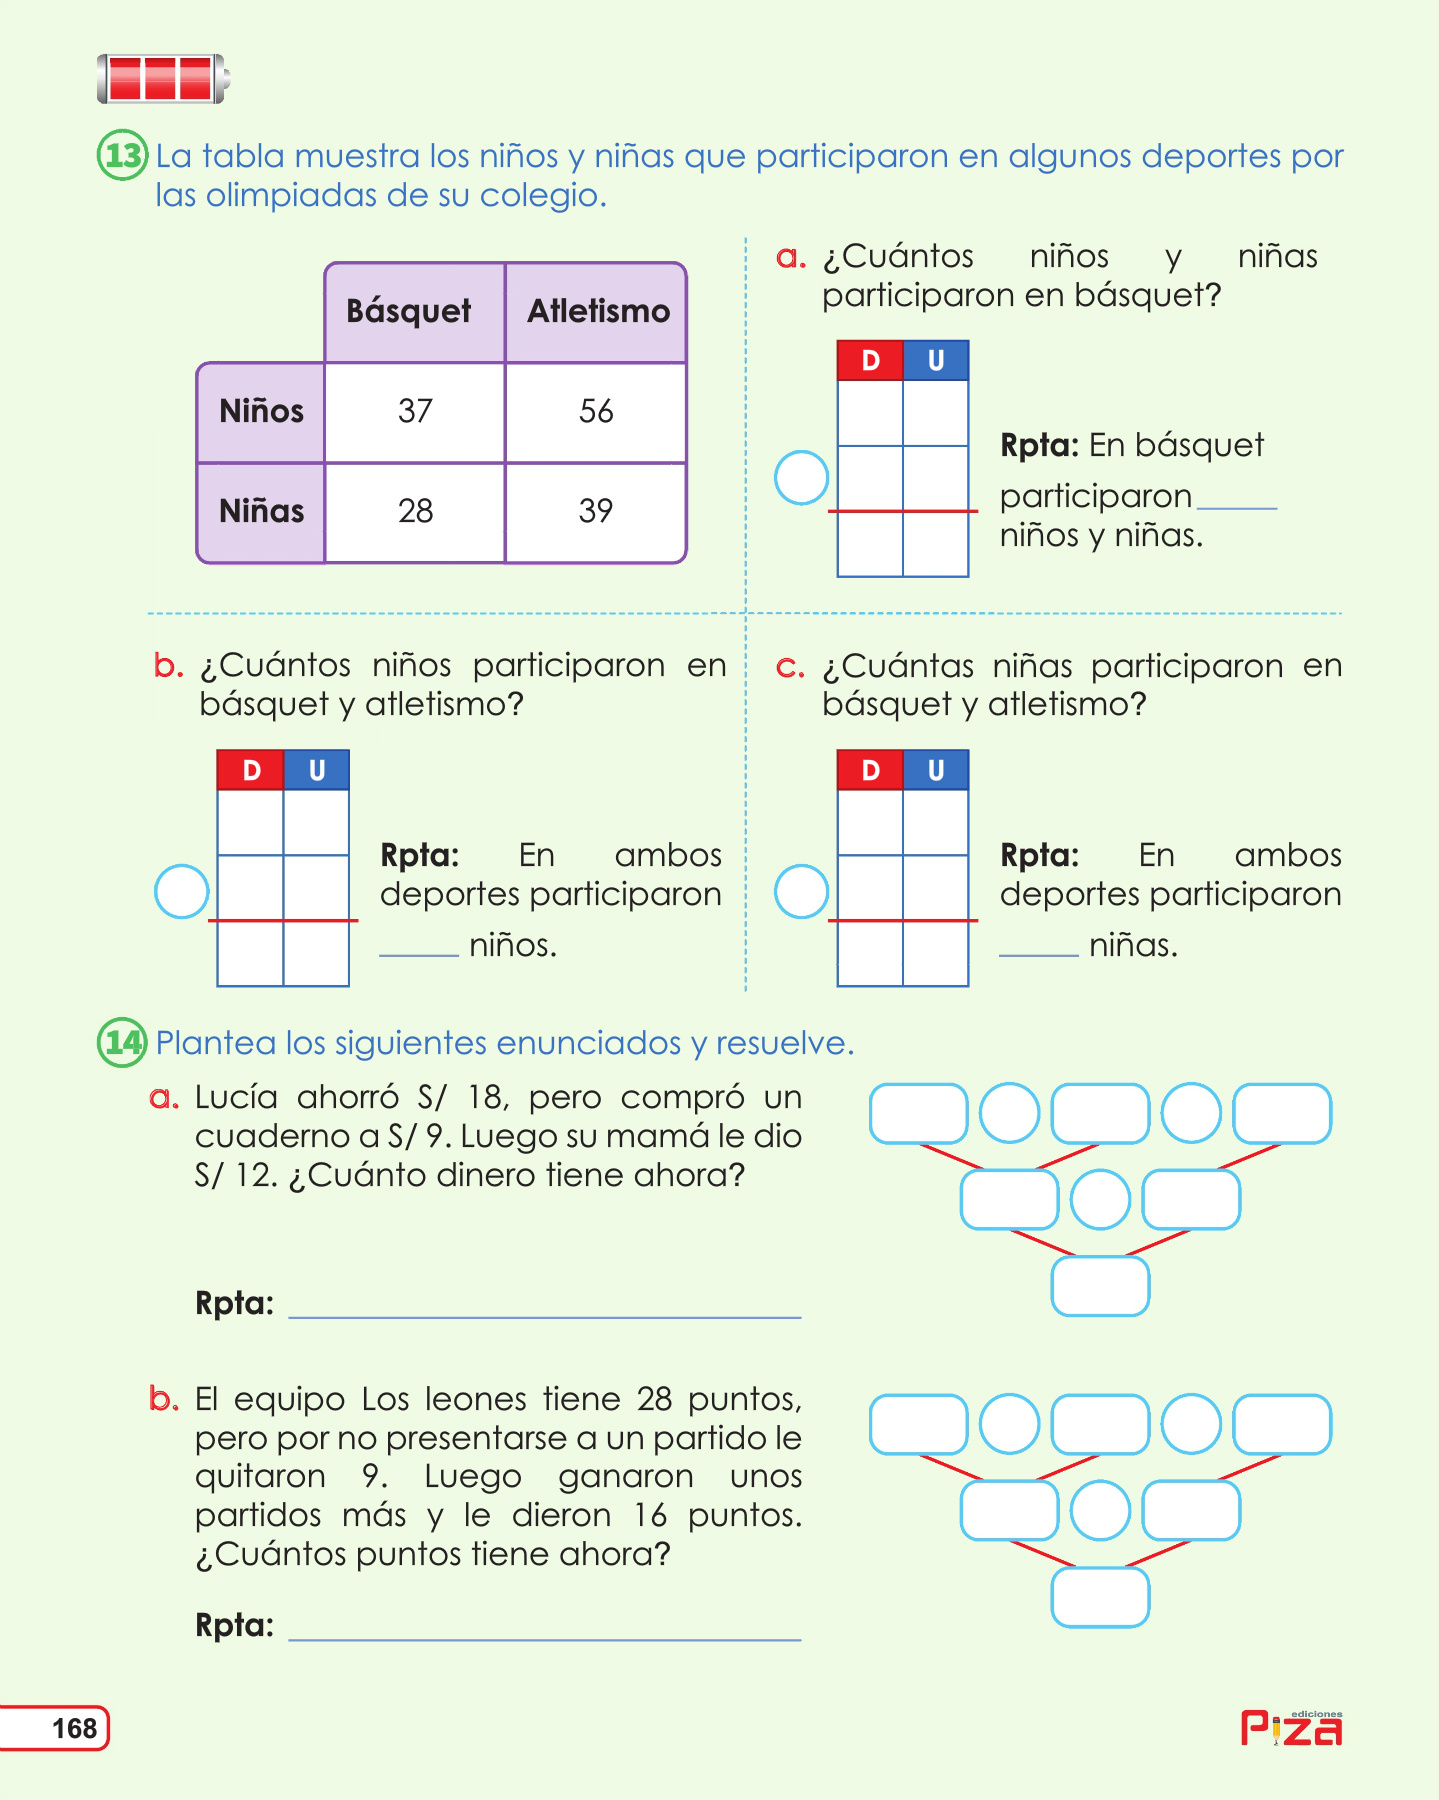 13 La tabla muestra los niños y niñas que participaron en algunos deportes por
las olimpiadas de su colegio.
Básquet Atletismo
Niños 37 56
Niñas 28 39
a. ¿Cuántos niños y niñas
participaron en básquet?
D U
Rpta: En básquet
participaron
niños y niñas.
b. ¿Cuántos niños participaron en
básquet y atletismo?
D U
Rpta: En ambos
deportes participaron
niños.
c. ¿Cuántas niñas participaron en
básquet y atletismo?
D U
Rpta: En ambos
deportes participaron
niñas.
14 Plantea los siguientes enunciados y resuelve.
a. Lucía ahorró S/ 18, pero compró un
cuaderno a S/ 9. Luego su mamá le dio
S/ 12. ¿Cuánto dinero tiene ahora?
Rpta:
b. El equipo Los leones tiene 28 puntos,
pero por no presentarse a un partido le
quitaron 9. Luego ganaron unos
partidos más y le dieron 16 puntos.
¿Cuántos puntos tiene ahora?
Rpta:
168
ediciones
Piza